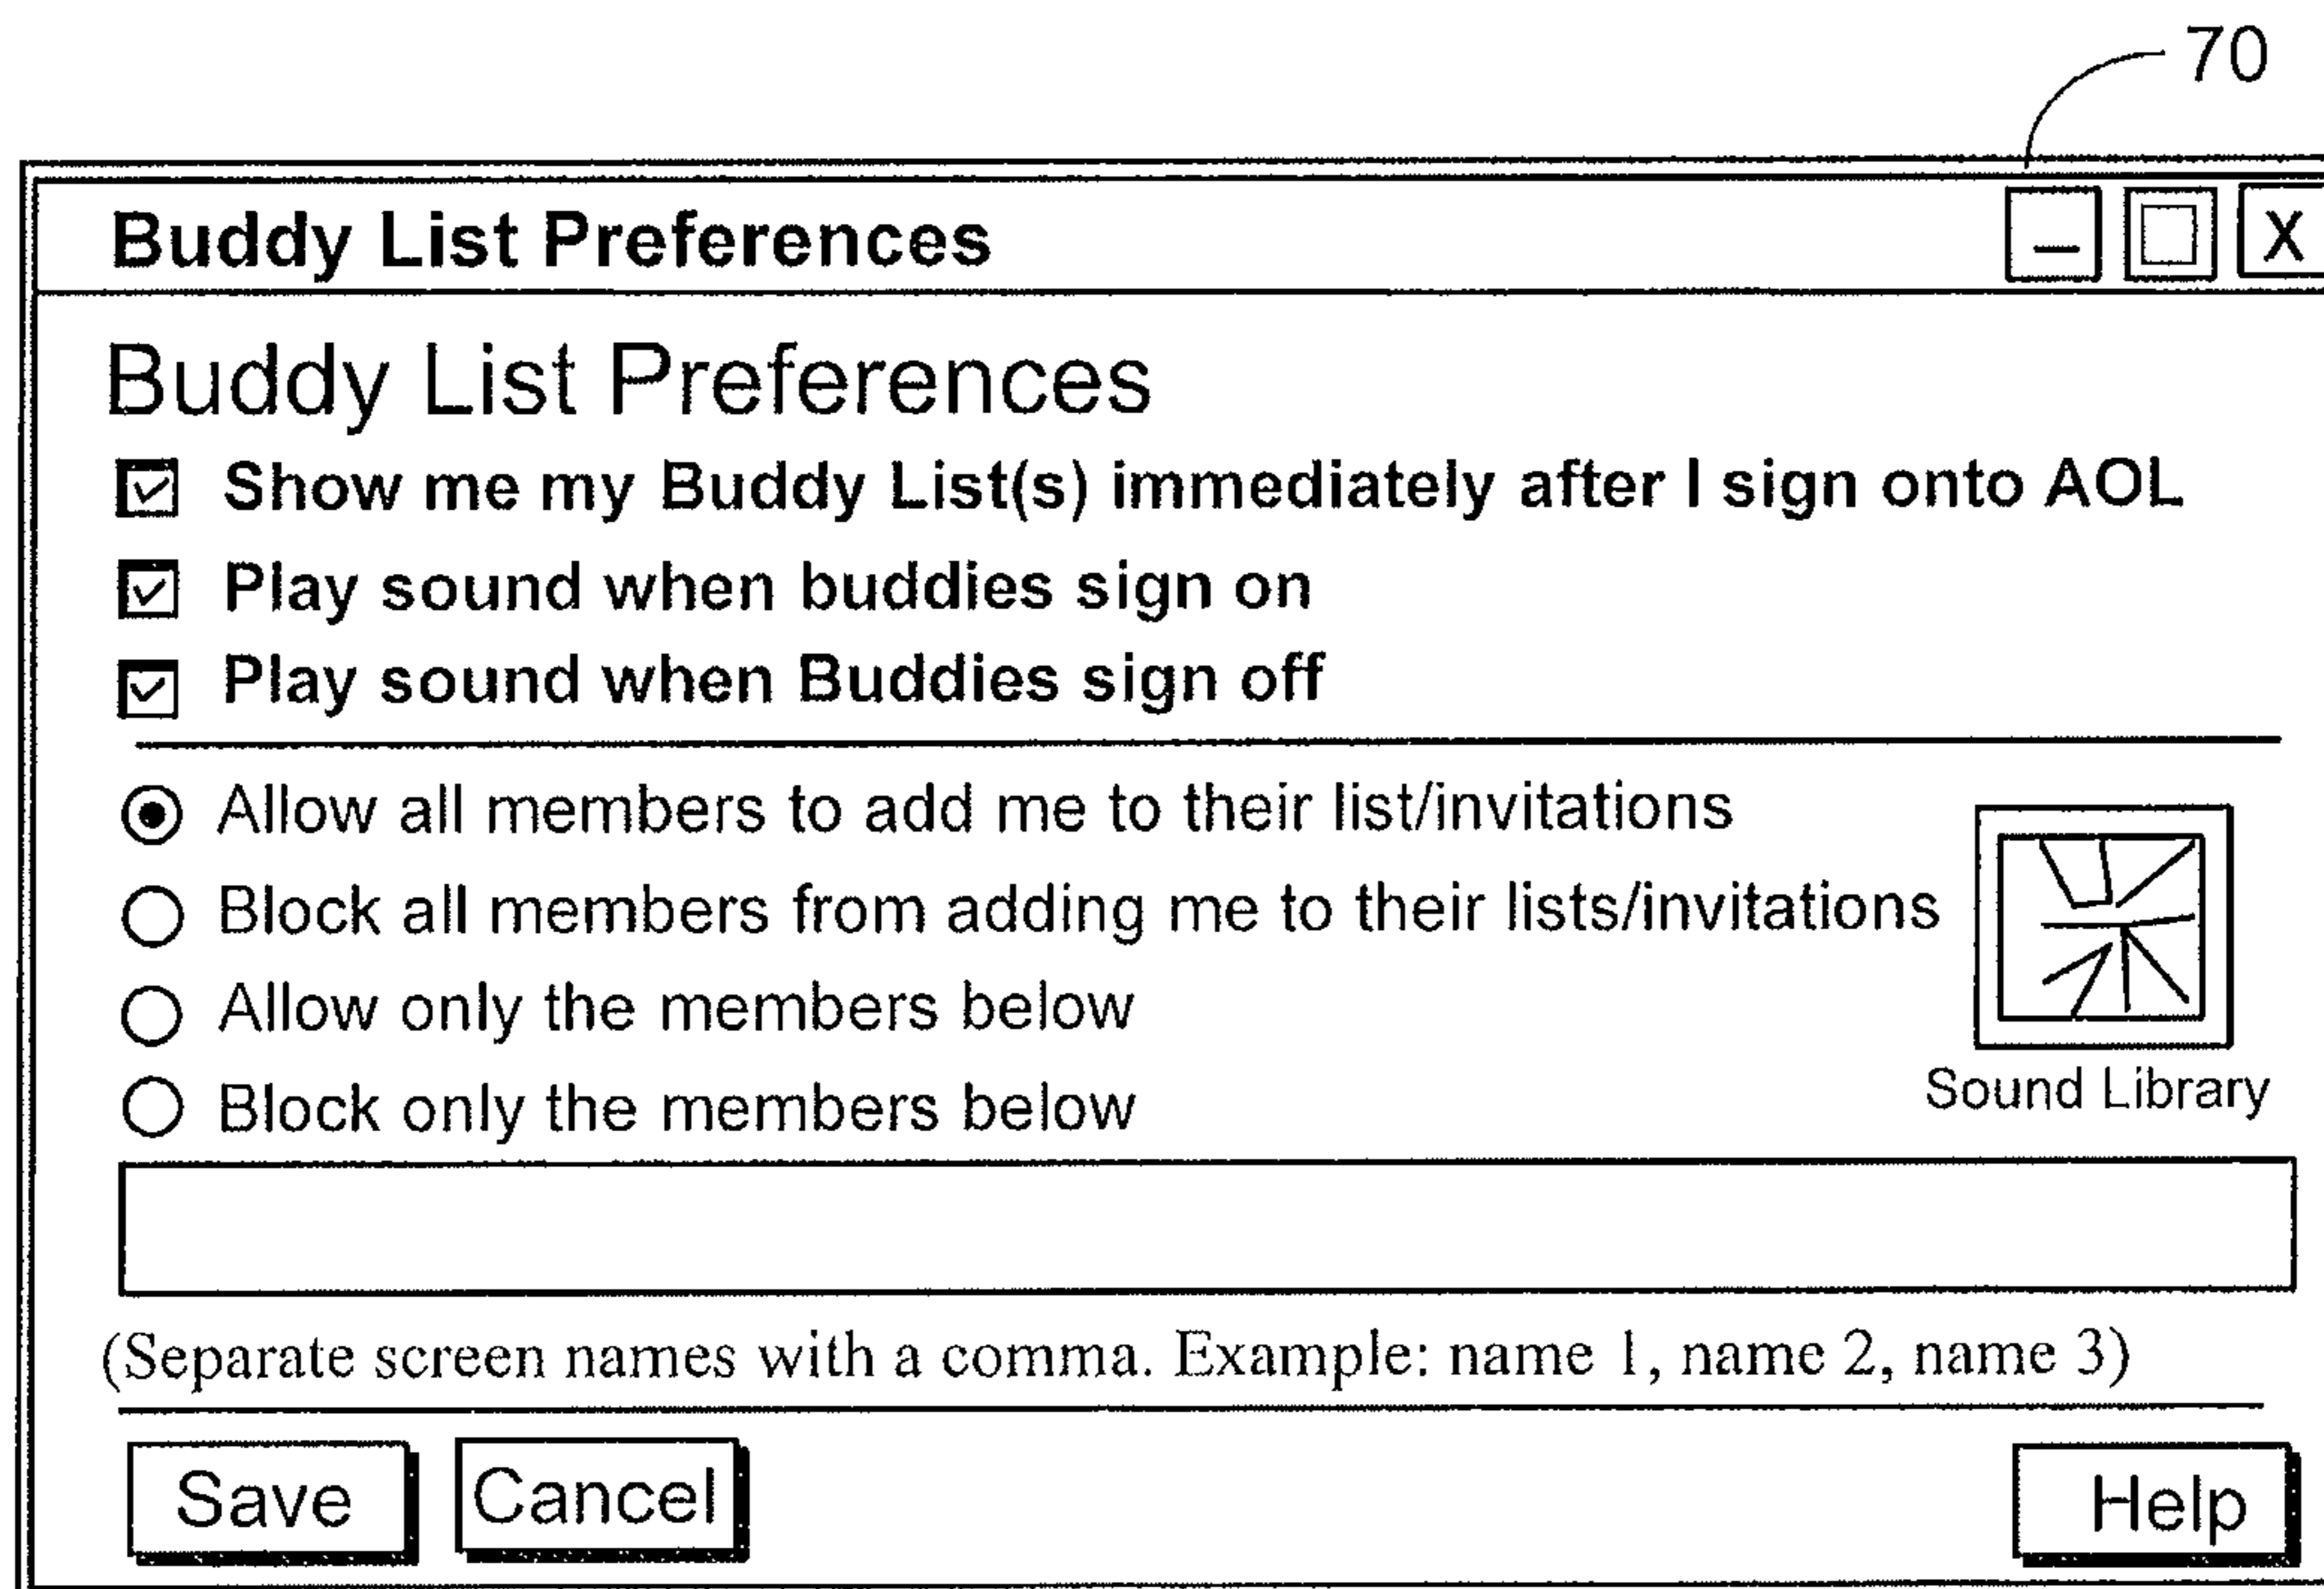 70
Buddy List Preferences
X
Buddy List Preferences
Show me my Buddy List(s) immediately after I sign onto AOL
Play sound when buddies sign on
Play sound when Buddies sign off
Allow all members to add me to their list/invitations
Block all members from adding me to their lists/invitations
Allow only the members below
Block only the members below
Sound Library
(Separate screen names with a comma. Example: name 1, name 2, name 3)
Save Cancel Help